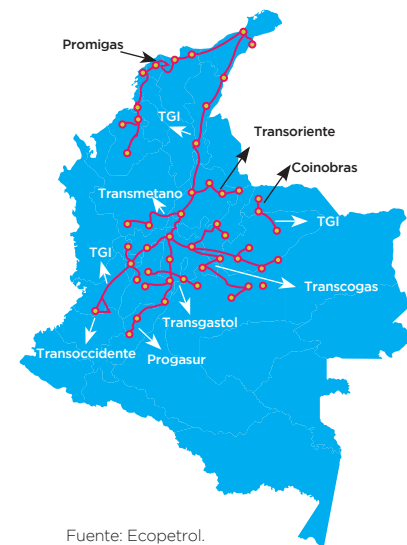 Promigas
TGI
Transoriente
Coinobras
Transmetano
TGI
TGI
Transcogas
Transgastol
Transoccidente
Progasur
Fuente: Ecopetrol.